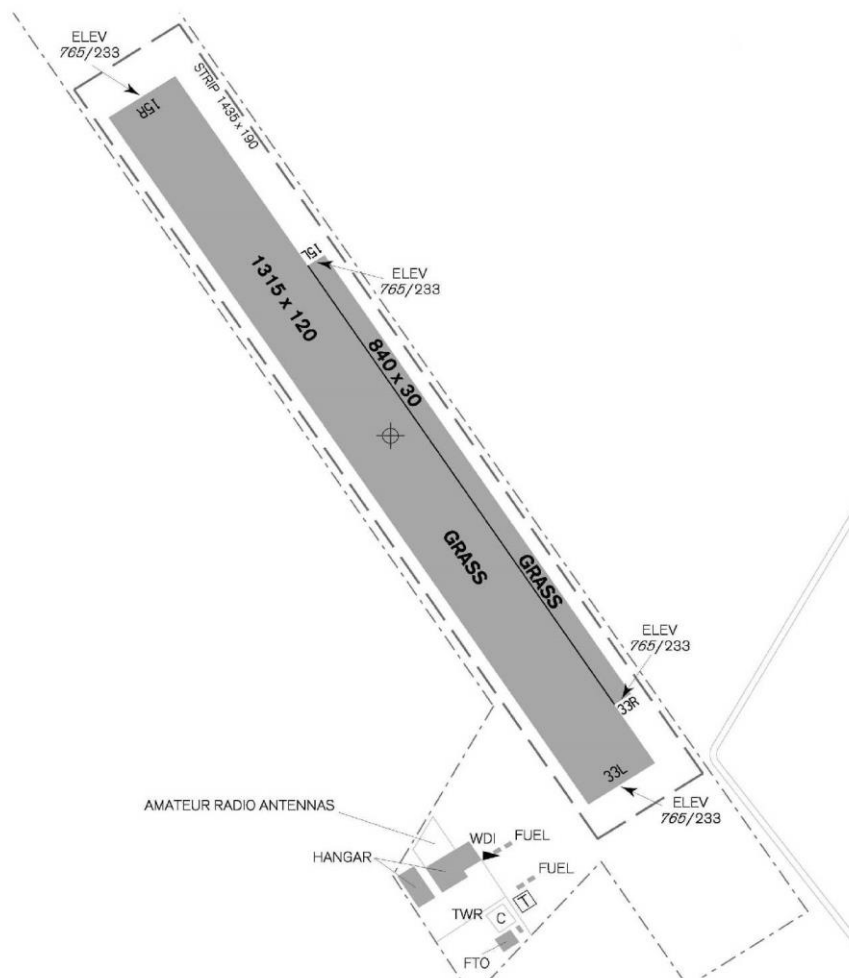 ELEV
765/233
15R
STRIP 1435 x 190
15L
ELEV
765/233
1315 x 120
840 x 30
GRASS
GRASS
ELEV
765/233
33R
33L
ELEV
765/233
AMATEUR RADIO ANTENNAS
WDI
FUEL
HANGAR
FUEL
T
TWR
C
FTO